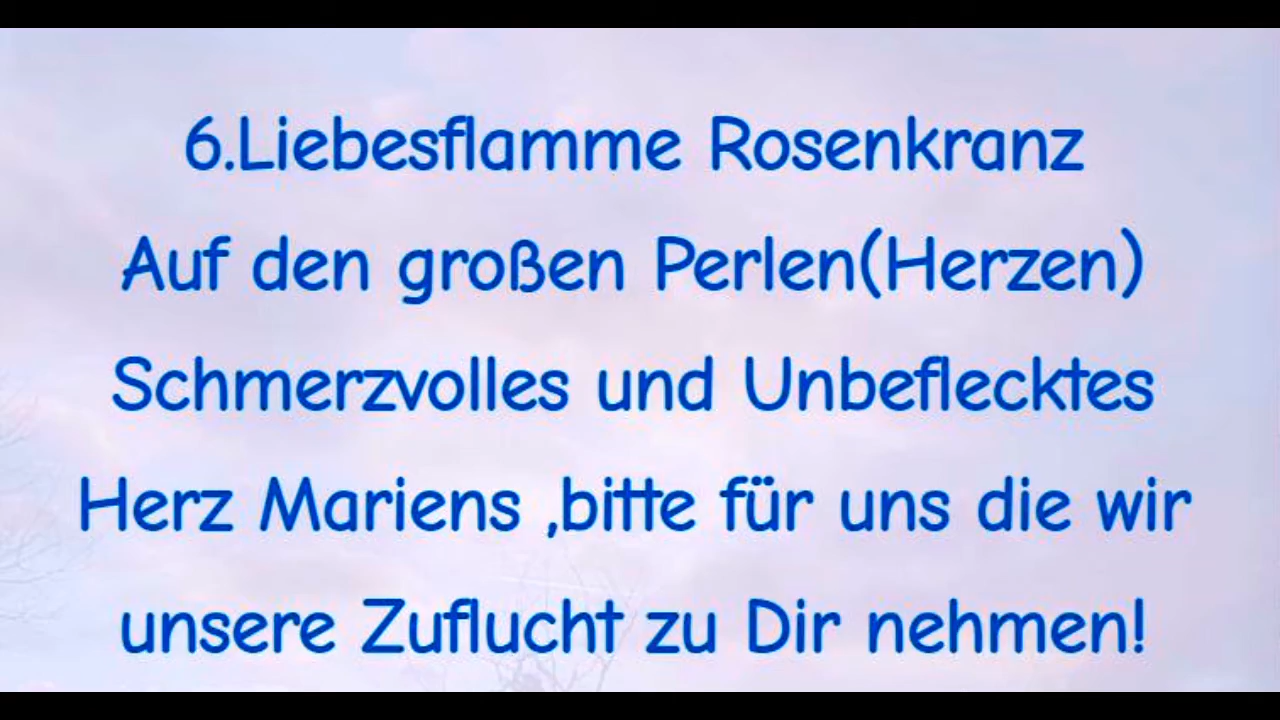 6.Liebesflamme Rosenkranz
Auf den großen Perlen(Herzen)
Schmerzvolles und Unbeflecktes
Herz Mariens ,bitte für uns die wir
unsere Zuflucht zu Dir nehmen!